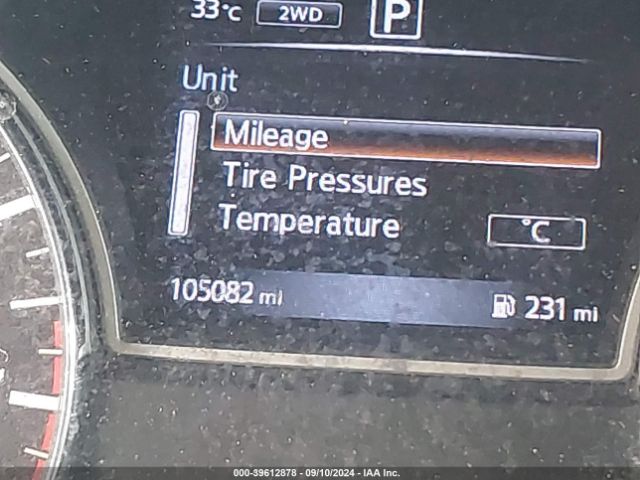 33°C 2WD P
Unit
Mileage
Tire Pressures
Temperature °C
105082 mi 231 mi
000-39612878 - 09/10/2024 - IAA Inc.